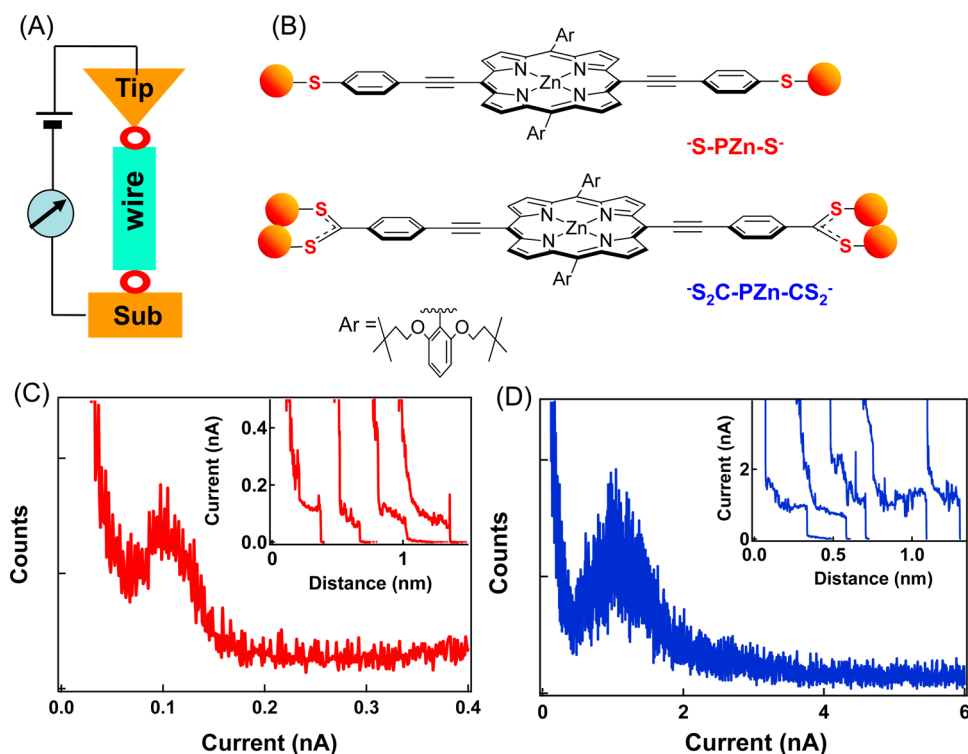 (A)
Tip
wire
Sub
(B)
Ar
S
N
N
Zn
N
N
S
Ar
⁻S-PZn-S⁻
Ar
S
S
N
N
Zn
N
N
S
S
Ar
⁻S₂C-PZn-CS₂⁻
Ar =
O
O
(C)
Counts
0.4
0.2
0.0
Current (nA)
0
1
Distance (nm)
0.0
0.1
0.2
0.3
0.4
Current (nA)
(D)
Counts
2
0
Current (nA)
0.0
0.5
1.0
Distance (nm)
0
2
4
6
Current (nA)